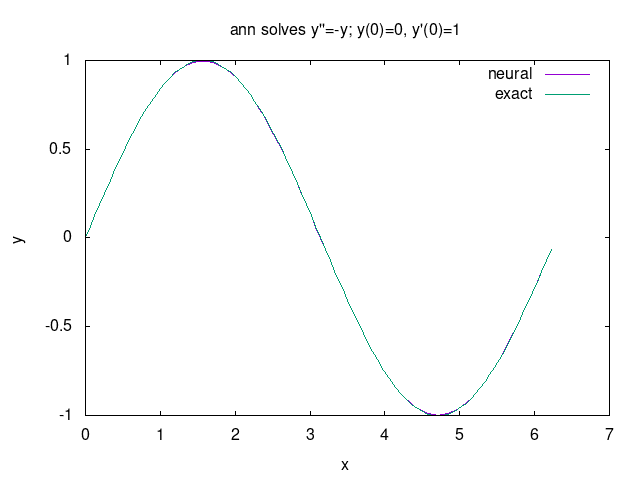 ann solves y''=-y; y(0)=0, y'(0)=1
neural
exact
1
0.5
0
-0.5
-1
y
0 1 2 3 4 5 6 7
x